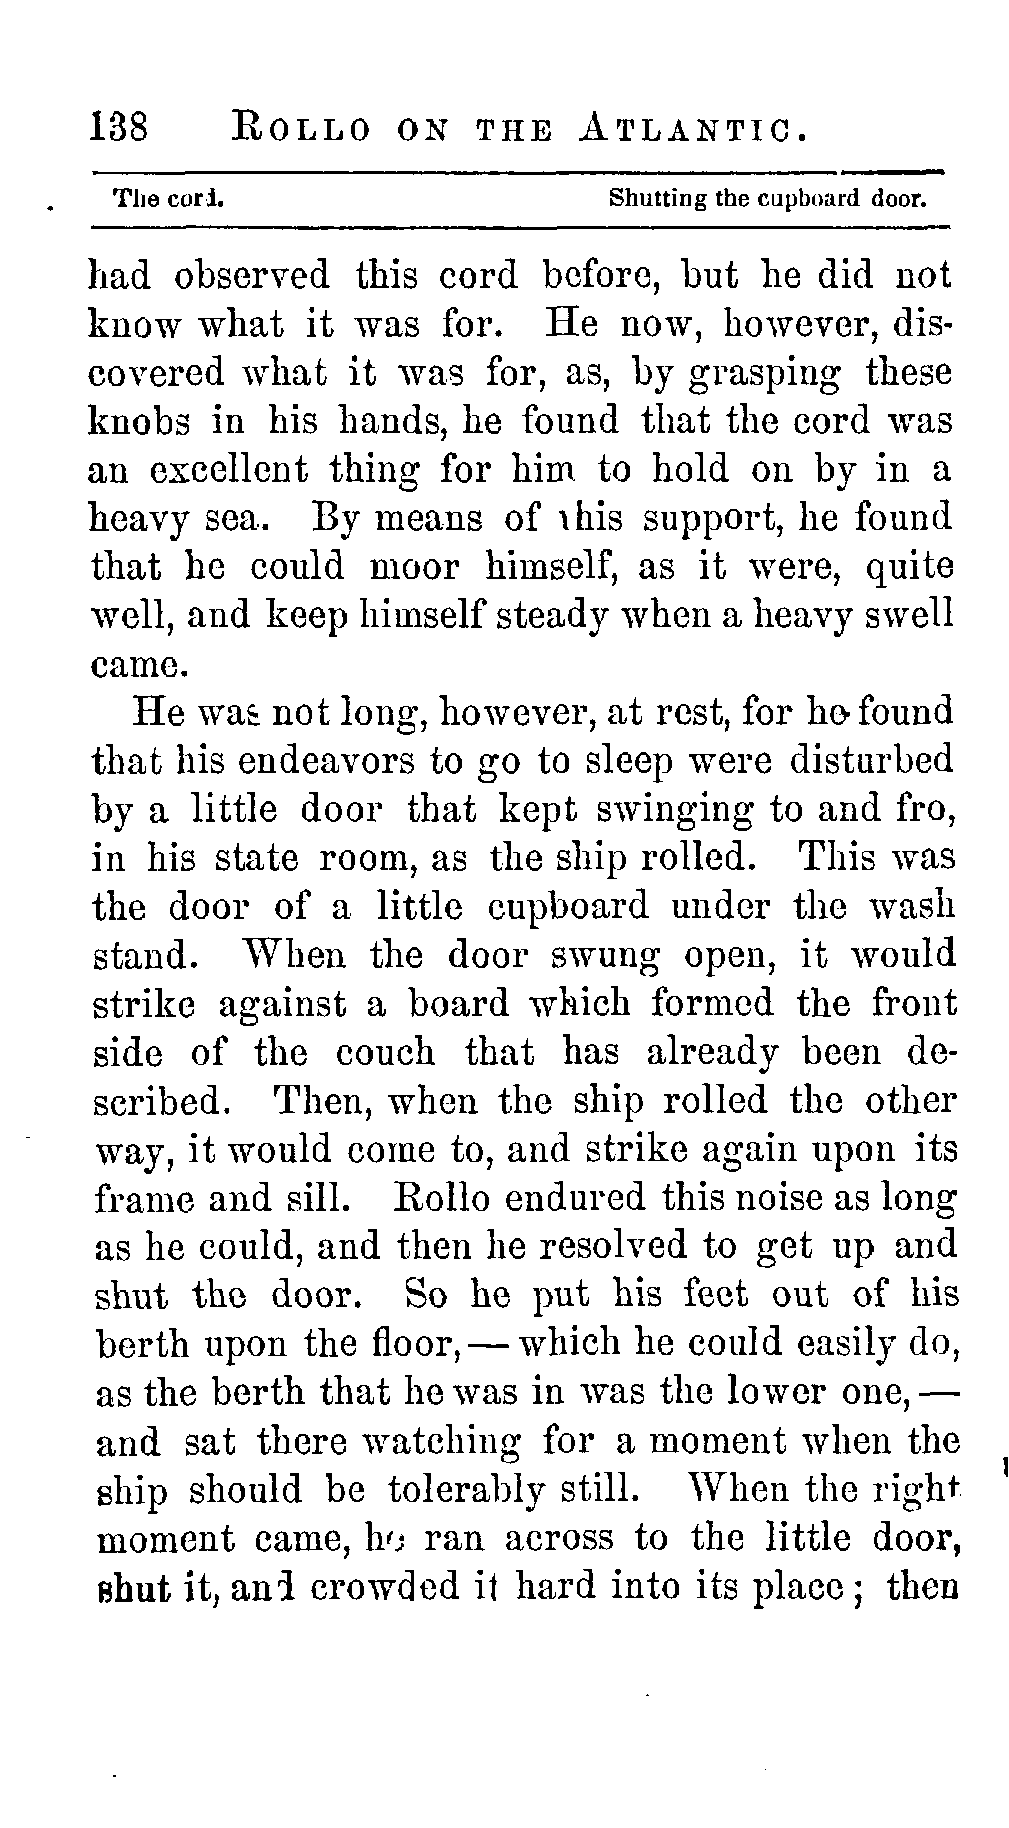 138 ROLLO ON THE ATLANTIC.
The cord. Shutting the cupboard door.
had observed this cord before, but he did not
know what it was for. He now, however, dis-
covered what it was for, as, by grasping these
knobs in his hands, he found that the cord was
an excellent thing for him to hold on by in a
heavy sea. By means of this support, he found
that he could moor himself, as it were, quite
well, and keep himself steady when a heavy swell
came.
He was not long, however, at rest, for he found
that his endeavors to go to sleep were disturbed
by a little door that kept swinging to and fro,
in his state room, as the ship rolled. This was
the door of a little cupboard under the wash
stand. When the door swung open, it would
strike against a board which formed the front
side of the couch that has already been de-
scribed. Then, when the ship rolled the other
way, it would come to, and strike again upon its
frame and sill. Rollo endured this noise as long
as he could, and then he resolved to get up and
shut the door. So he put his feet out of his
berth upon the floor, — which he could easily do,
as the berth that he was in was the lower one, —
and sat there watching for a moment when the
ship should be tolerably still. When the right
moment came, he ran across to the little door,
shut it, and crowded it hard into its place; then